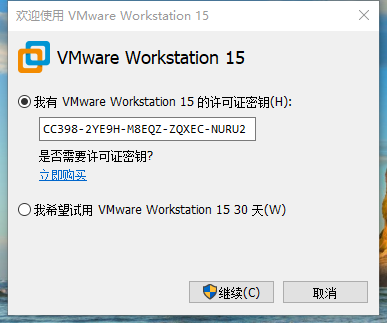 欢迎使用 VMware Workstation 15
VMware Workstation 15
我有 VMware Workstation 15 的许可证密钥(H):
CC398-2YE9H-M8EQZ-ZQXEC-NURU2
是否需要许可证密钥?
立即购买
我希望试用 VMware Workstation 15 30 天(W)
继续(C)
取消